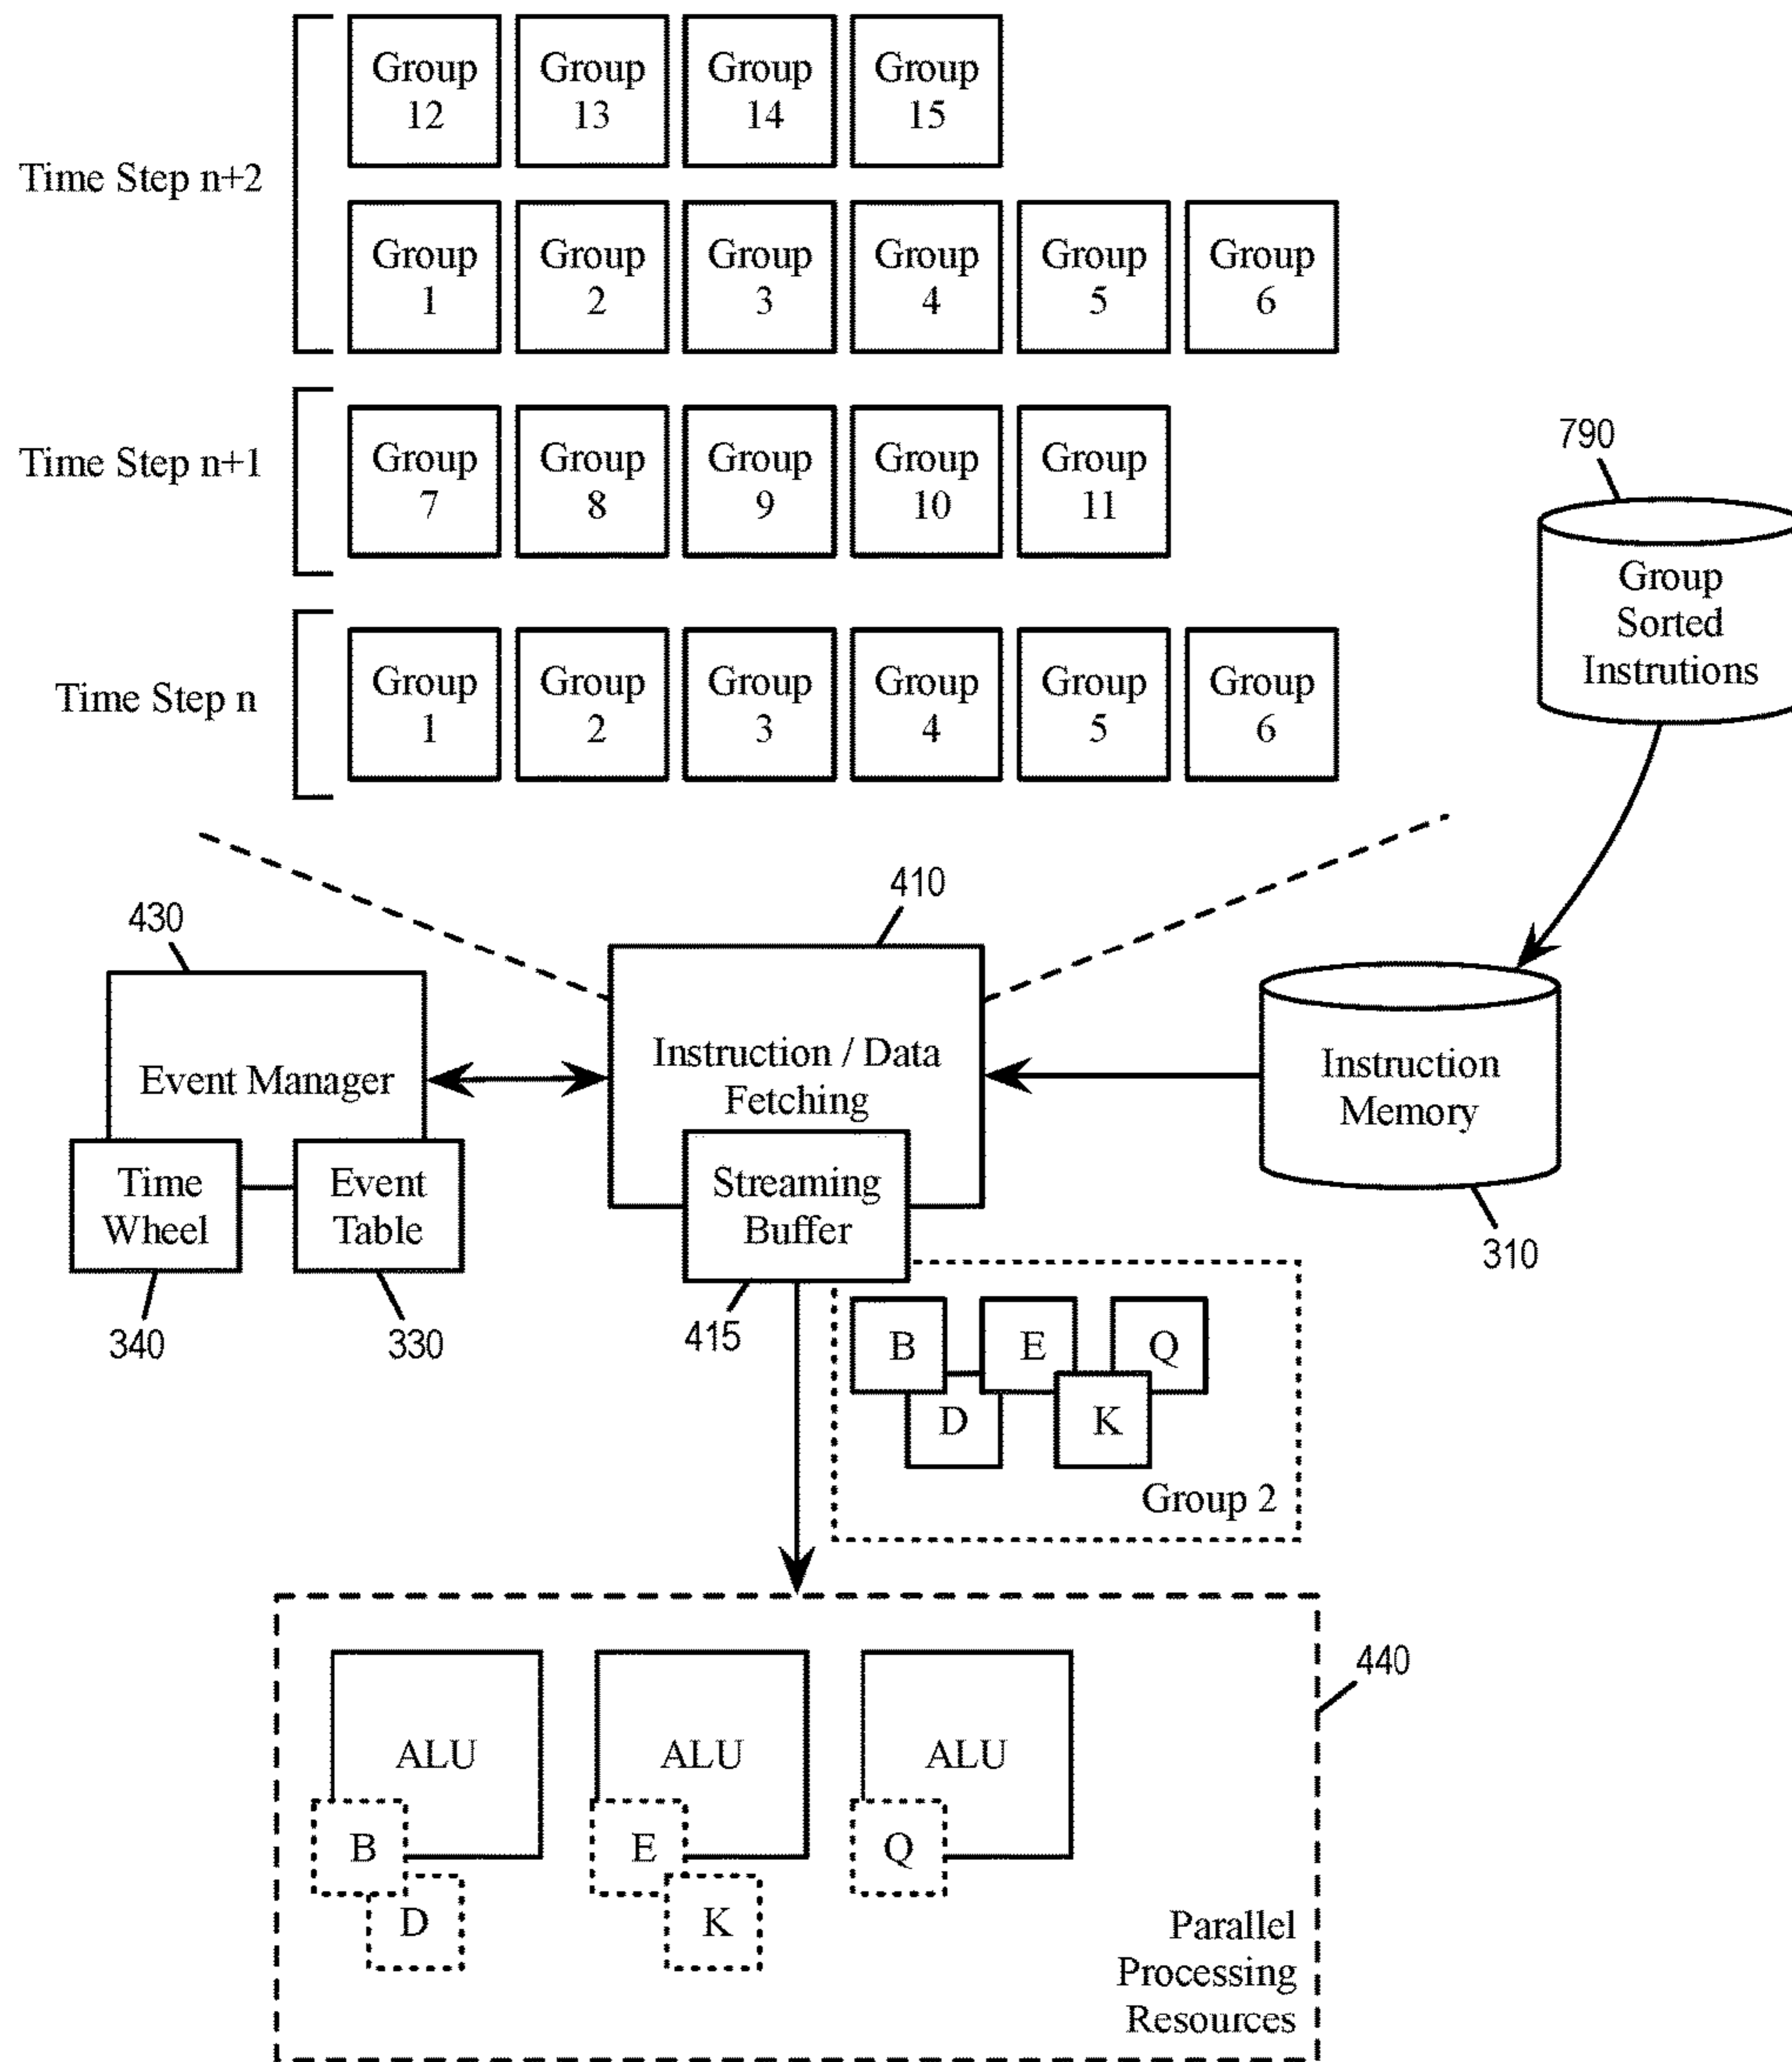 Group
12
Group
13
Group
14
Group
15
Time Step n+2
Group
1
Group
2
Group
3
Group
4
Group
5
Group
6
Time Step n+1
Group
7
Group
8
Group
9
Group
10
Group
11
790
Group
Sorted
Instrutions
Time Step n
Group
1
Group
2
Group
3
Group
4
Group
5
Group
6
410
430
Event Manager
Instruction / Data
Fetching
Instruction
Memory
Time
Wheel
Event
Table
Streaming
Buffer
310
340
330
415
B
E
Q
D
K
Group 2
440
ALU
ALU
ALU
B
E
Q
D
K
Parallel
Processing
Resources